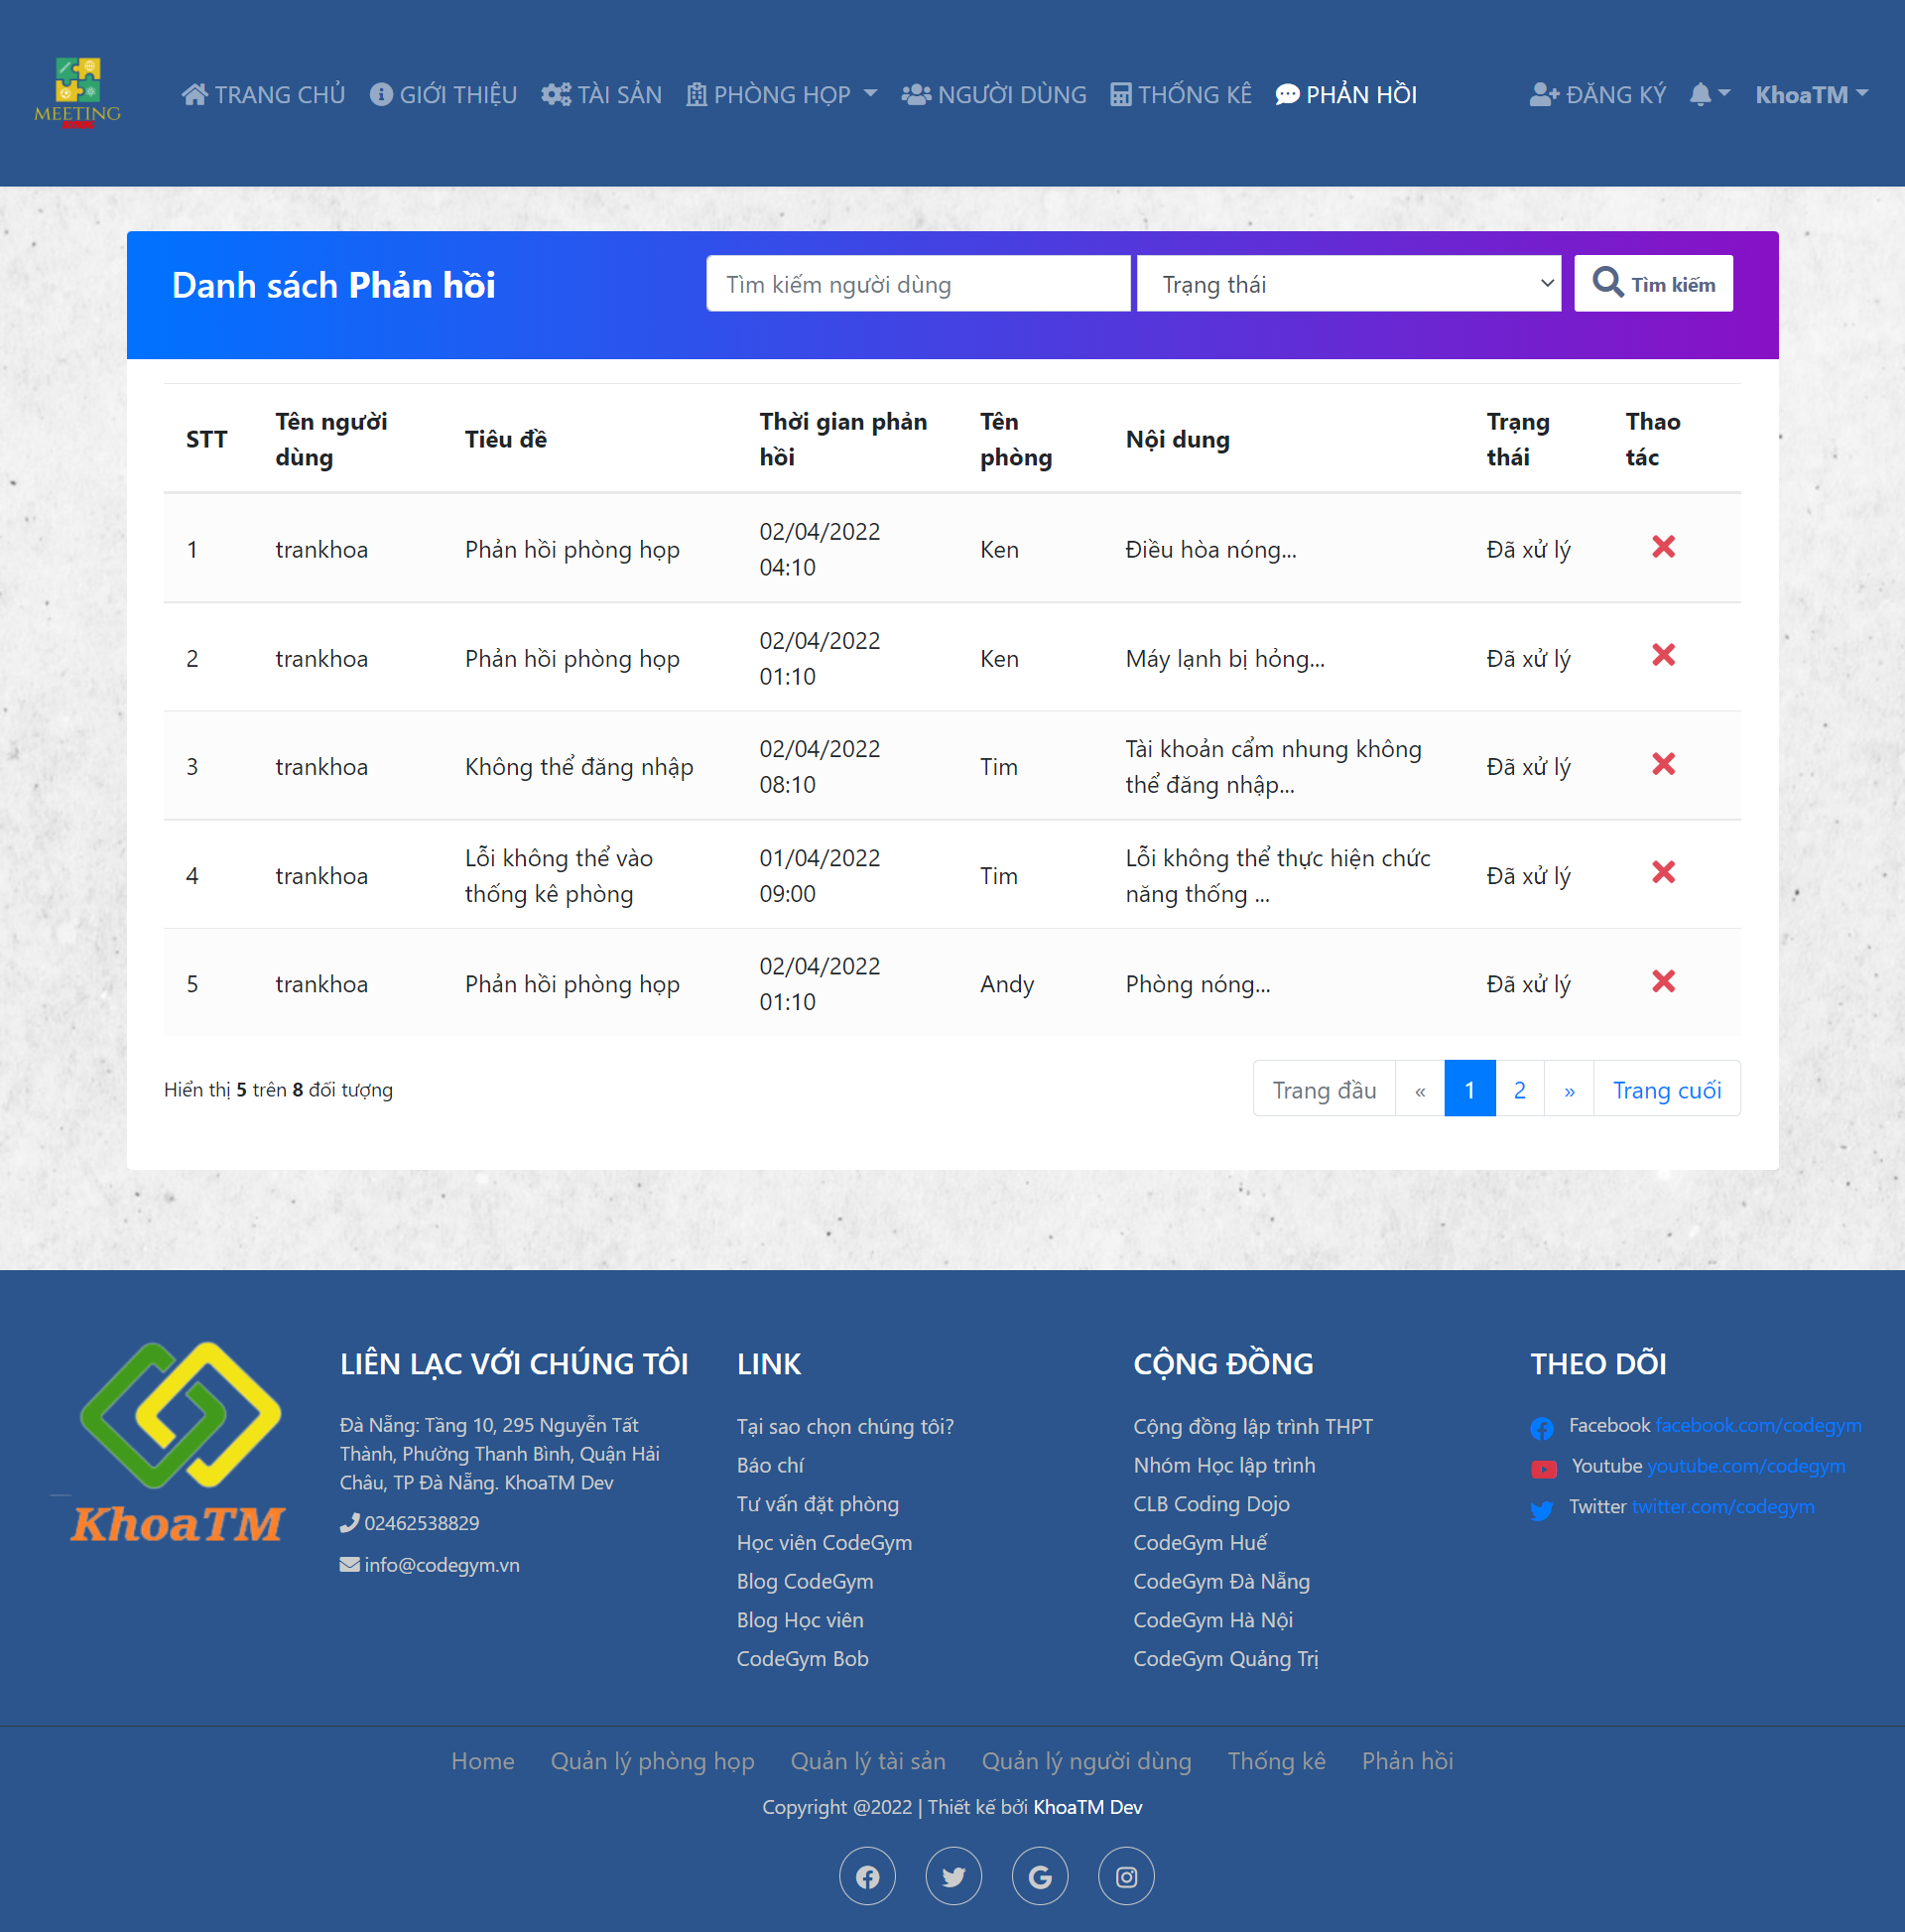 MEETING
TRANG CHỦ
GIỚI THIỆU
TÀI SẢN
PHÒNG HỌP
NGƯỜI DÙNG
THỐNG KÊ
PHẢN HỒI
ĐĂNG KÝ
KhoaTM
Danh sách Phản hồi
Tìm kiếm người dùng
Trạng thái
Tìm kiếm
STT
Tên người
dùng
Tiêu đề
Thời gian phản
hồi
Tên
phòng
Nội dung
Trạng
thái
Thao
tác
1
trankhoa
Phản hồi phòng họp
02/04/2022
04:10
Ken
Điều hòa nóng...
Đã xử lý
2
trankhoa
Phản hồi phòng họp
02/04/2022
01:10
Ken
Máy lạnh bị hỏng...
Đã xử lý
3
trankhoa
Không thể đăng nhập
02/04/2022
08:10
Tim
Tài khoản cẩm nhung không
thể đăng nhập...
Đã xử lý
4
trankhoa
Lỗi không thể vào
thống kê phòng
01/04/2022
09:00
Tim
Lỗi không thể thực hiện chức
năng thống ...
Đã xử lý
5
trankhoa
Phản hồi phòng họp
02/04/2022
01:10
Andy
Phòng nóng...
Đã xử lý
Hiển thị 5 trên 8 đối tượng
Trang đầu
«
1
2
»
Trang cuối
KhoaTM
LIÊN LẠC VỚI CHÚNG TÔI
Đà Nẵng: Tầng 10, 295 Nguyễn Tất
Thành, Phường Thanh Bình, Quận Hải
Châu, TP Đà Nẵng. KhoaTM Dev
02462538829
info@codegym.vn
LINK
Tại sao chọn chúng tôi?
Báo chí
Tư vấn đặt phòng
Học viên CodeGym
Blog CodeGym
Blog Học viên
CodeGym Bob
CỘNG ĐỒNG
Cộng đồng lập trình THPT
Nhóm Học lập trình
CLB Coding Dojo
CodeGym Huế
CodeGym Đà Nẵng
CodeGym Hà Nội
CodeGym Quảng Trị
THEO DÕI
Facebook facebook.com/codegym
Youtube youtube.com/codegym
Twitter twitter.com/codegym
Home
Quản lý phòng họp
Quản lý tài sản
Quản lý người dùng
Thống kê
Phản hồi
Copyright @2022 | Thiết kế bởi KhoaTM Dev